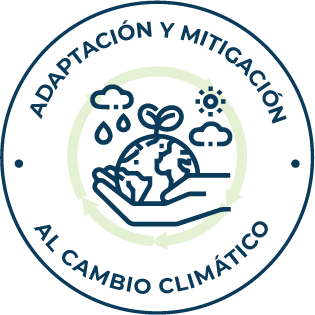 ADAPTACIÓN Y MITIGACIÓN
AL CAMBIO CLIMÁTICO